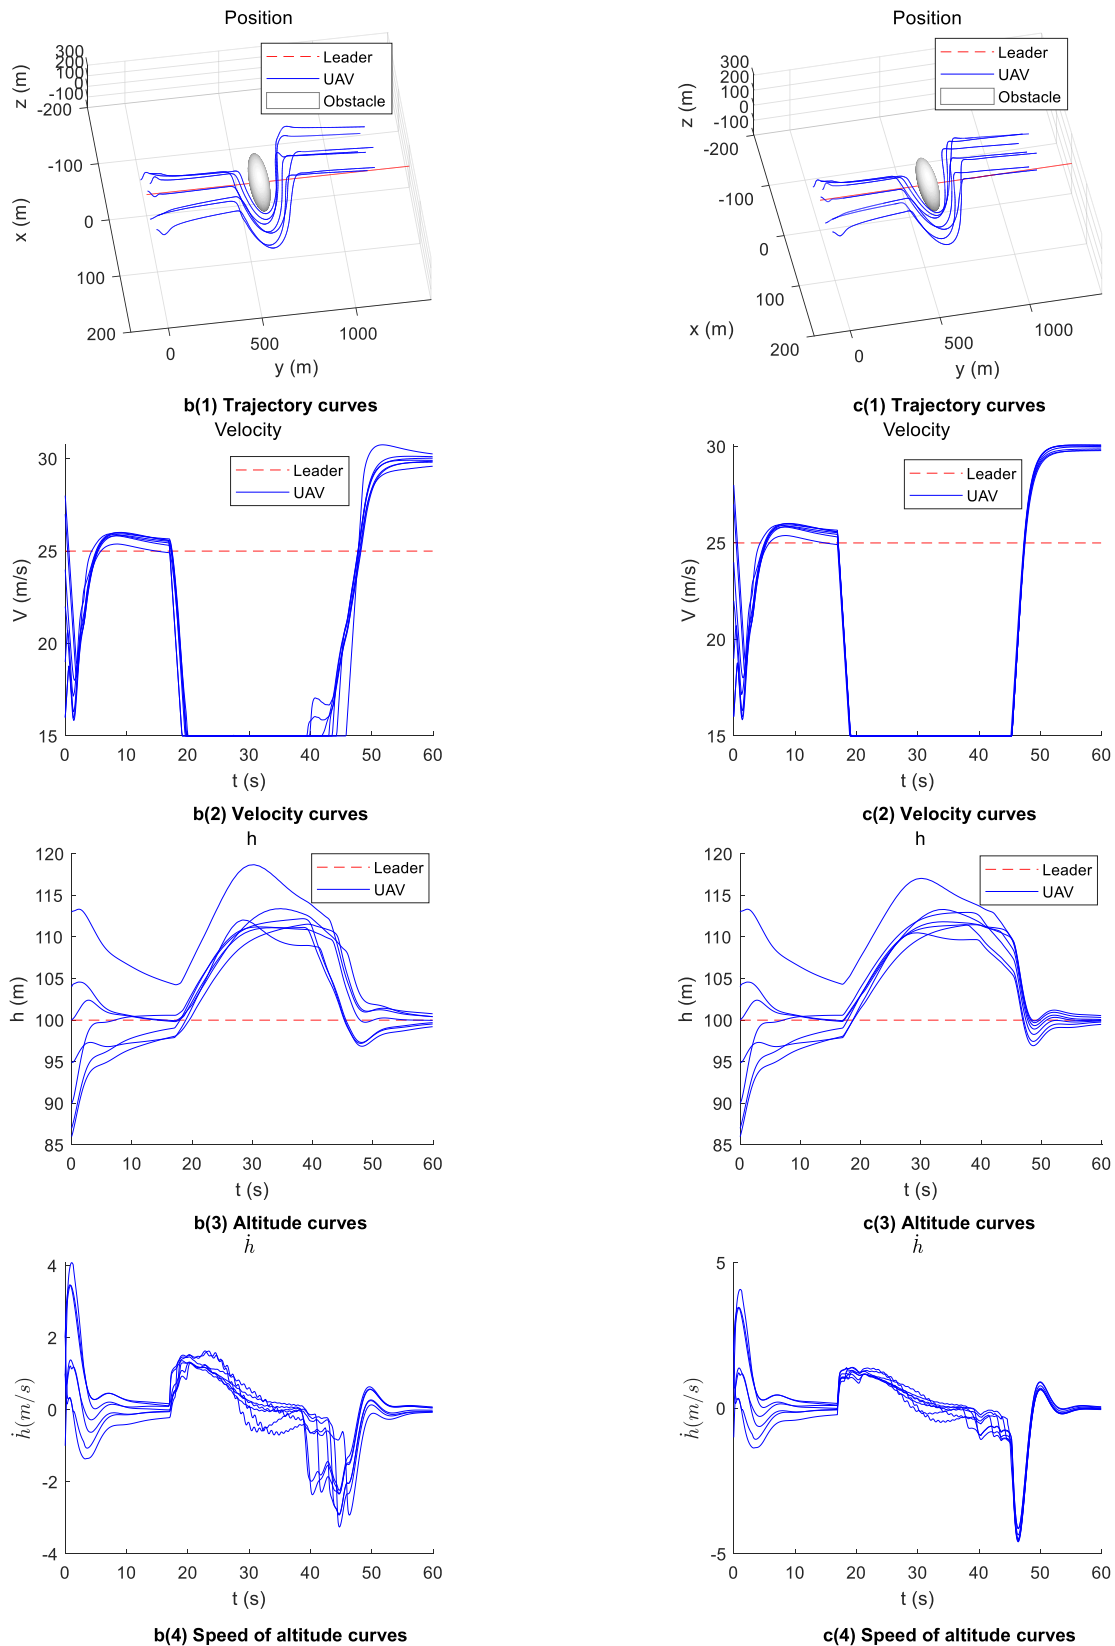 Position
300
200
100
0
-100
-200
z (m)
-100
0
100
200
x (m)
0
500
1000
y (m)
Leader
UAV
Obstacle
b(1) Trajectory curves
Position
300
200
100
0
-100
-200
z (m)
-100
0
100
200
x (m)
0
500
1000
y (m)
Leader
UAV
Obstacle
c(1) Trajectory curves
Velocity
30
25
20
15
V (m/s)
0 10 20 30 40 50 60
t (s)
Leader
UAV
b(2) Velocity curves
Velocity
30
25
20
15
V (m/s)
0 10 20 30 40 50 60
t (s)
Leader
UAV
c(2) Velocity curves
h
120
115
110
105
100
95
90
85
h (m)
0 10 20 30 40 50 60
t (s)
Leader
UAV
b(3) Altitude curves
h
120
115
110
105
100
95
90
85
h (m)
0 10 20 30 40 50 60
t (s)
Leader
UAV
c(3) Altitude curves
ḣ
4
2
0
-2
-4
ḣ(m/s)
0 10 20 30 40 50 60
t (s)
b(4) Speed of altitude curves
ḣ
5
0
-5
ḣ(m/s)
0 10 20 30 40 50 60
t (s)
c(4) Speed of altitude curves